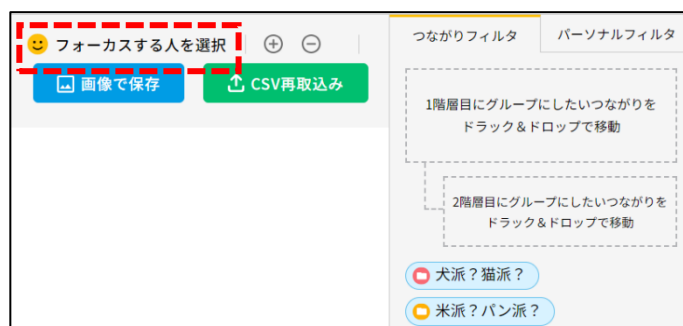 フォーカスする人を選択
画像で保存
CSV再取込み
つながりフィルタ
パーソナルフィルタ
1階層目にグループにしたいつながりを
ドラック&ドロップで移動
2階層目にグループにしたいつながりを
ドラック&ドロップで移動
犬派？猫派？
米派？パン派？